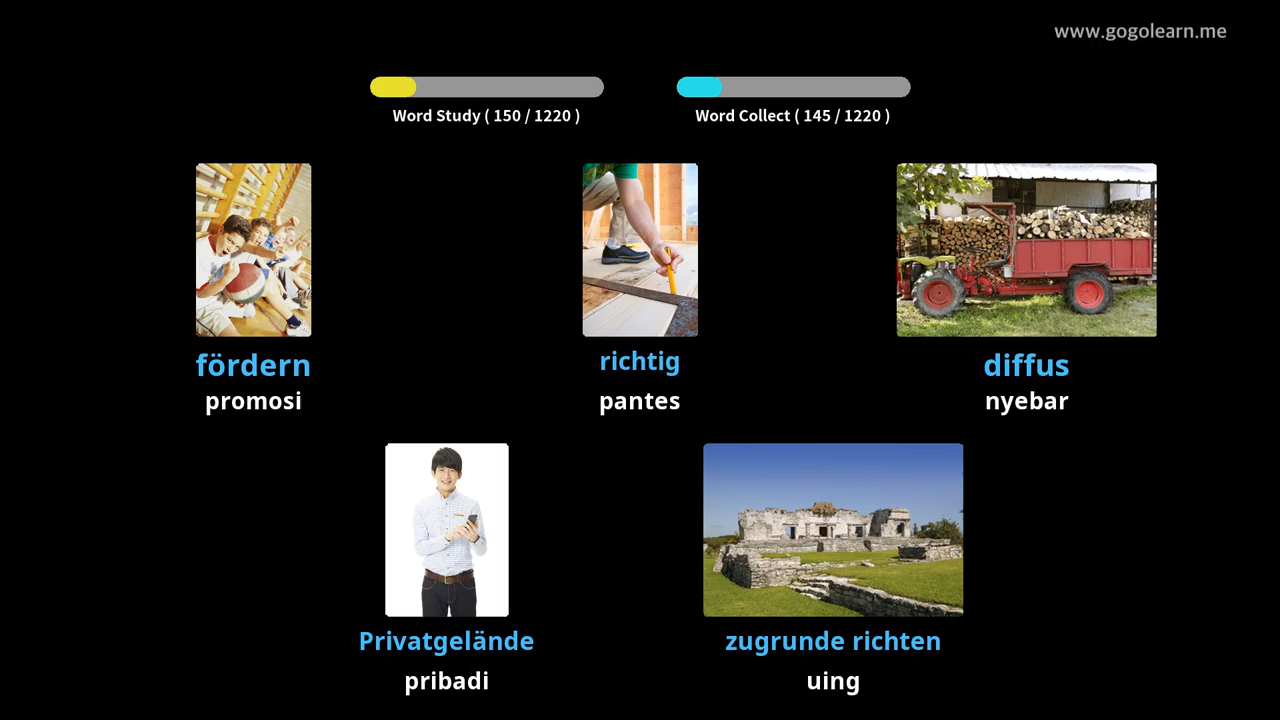 www.gogolearn.me
Word Study ( 150 / 1220 )
Word Collect ( 145 / 1220 )
fördern
promosi
richtig
pantes
diffus
nyebar
Privatgelände
pribadi
zugrunde richten
uing